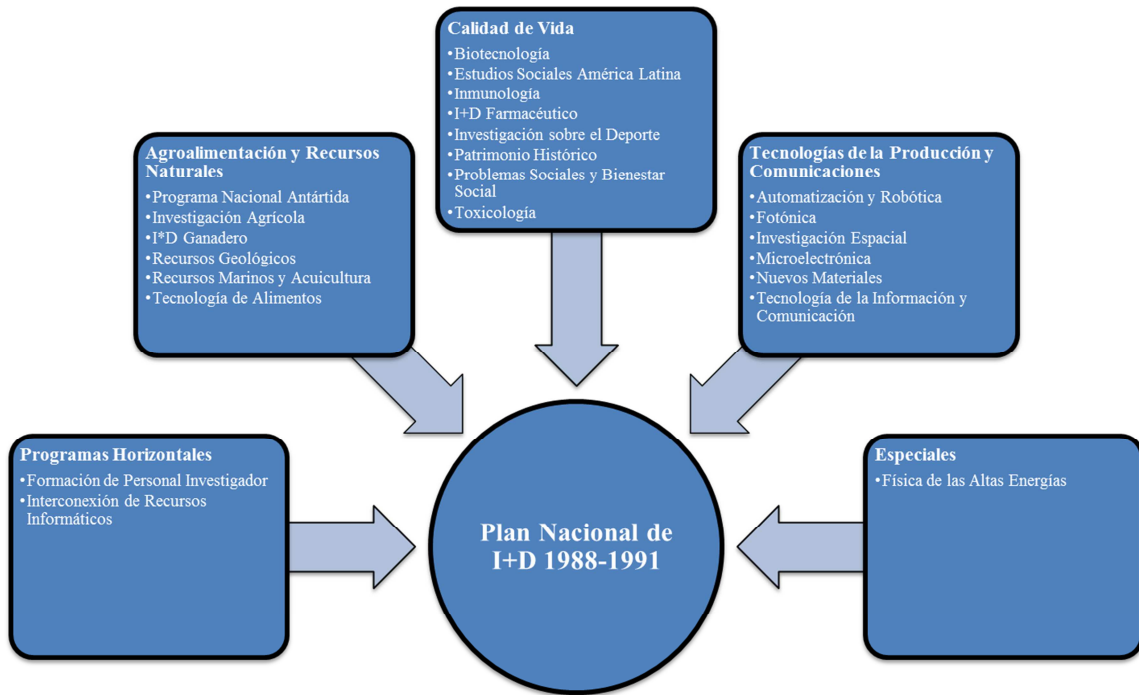 Calidad de Vida
•Biotecnología
•Estudios Sociales América Latina
•Inmunología
•I+D Farmacéutico
•Investigación sobre el Deporte
•Patrimonio Histórico
•Problemas Sociales y Bienestar
Social
•Toxicología
Agroalimentación y Recursos
Naturales
•Programa Nacional Antártida
•Investigación Agrícola
•I*D Ganadero
•Recursos Geológicos
•Recursos Marinos y Acuicultura
•Tecnología de Alimentos
Tecnologías de la Producción y
Comunicaciones
•Automatización y Robótica
•Fotónica
•Investigación Espacial
•Microelectrónica
•Nuevos Materiales
•Tecnología de la Información y
Comunicación
Programas Horizontales
•Formación de Personal Investigador
•Interconexión de Recursos
Informáticos
Especiales
•Física de las Altas Energías
Plan Nacional de
I+D 1988-1991